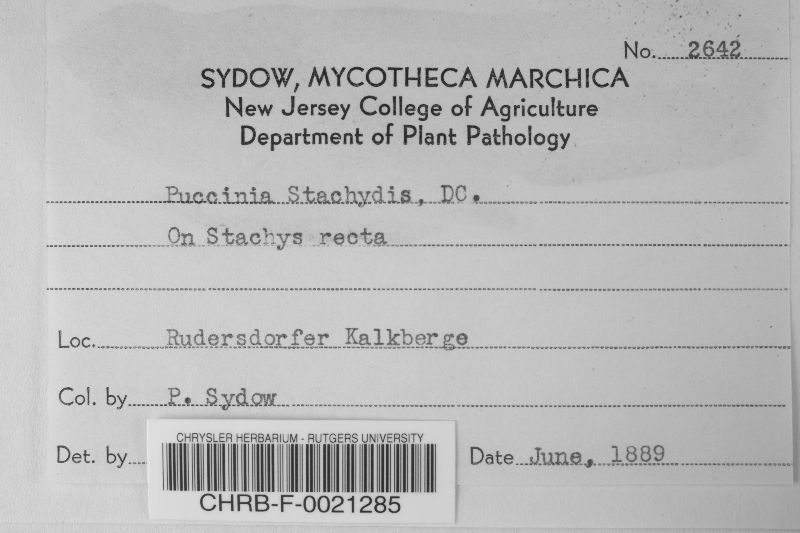 No. 2642
SYDOW, MYCOTHECA MARCHICA
New Jersey College of Agriculture
Department of Plant Pathology
Puccinia Stachydis, DC.
On Stachys recta
Loc. Rudersdorfer Kalkberge
Col. by P. Sydow
Det. by
Date June, 1889
CHRYSLER HERBARIUM - RUTGERS UNIVERSITY
CHRB-F-0021285